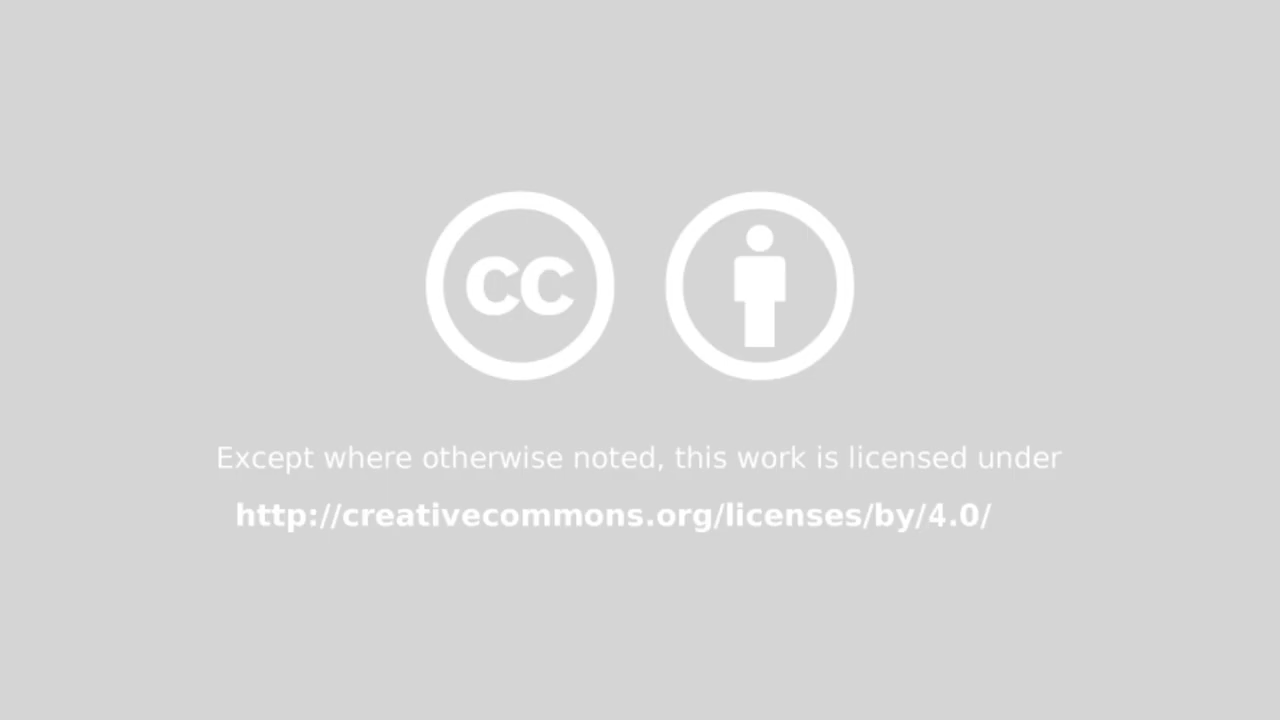 cc
Except where otherwise noted, this work is licensed under
http://creativecommons.org/licenses/by/4.0/